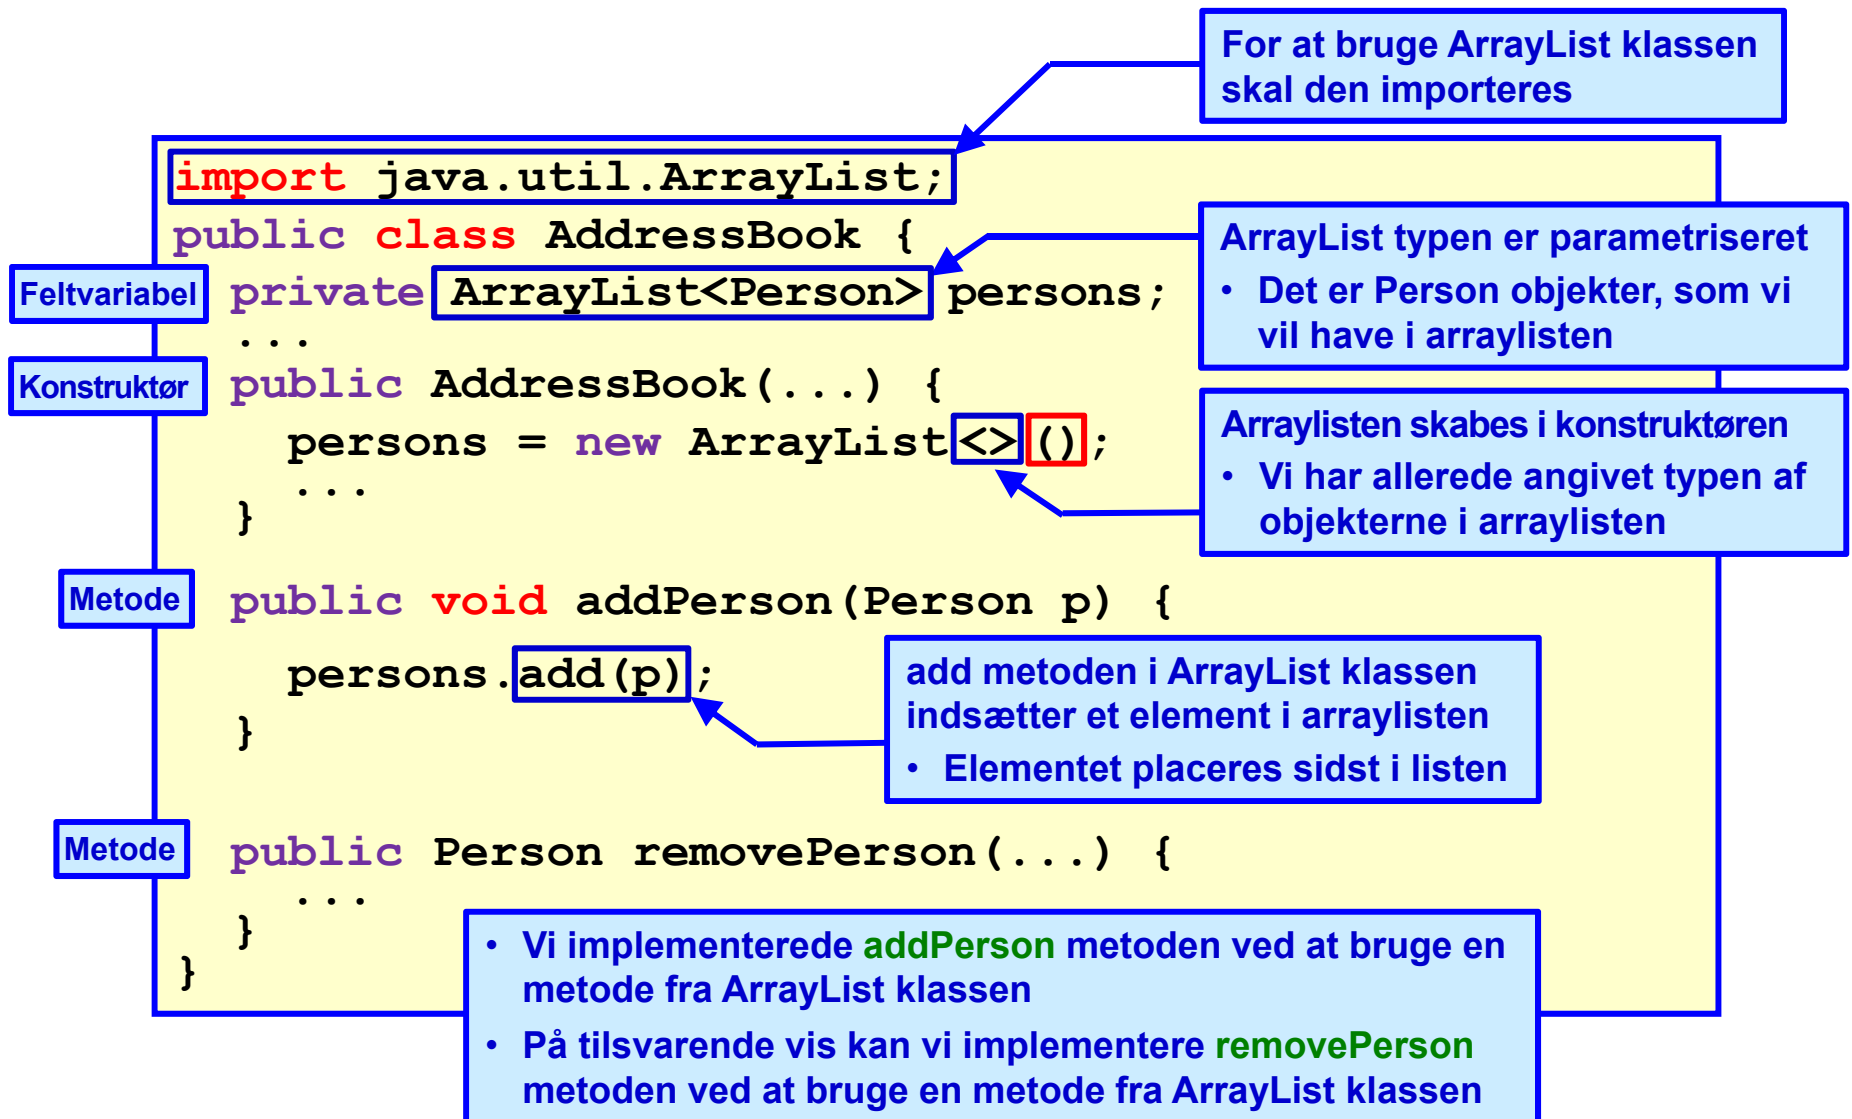 For at bruge ArrayList klassen
skal den importeres
import java.util.ArrayList;
public class AddressBook {
Feltvariabel
private ArrayList<Person> persons;
...
ArrayList typen er parametriseret
• Det er Person objekter, som vi
vil have i arraylisten
Konstruktør
public AddressBook(...) {
persons = new ArrayList<>();
...
}
Arraylisten skabes i konstruktøren
• Vi har allerede angivet typen af
objekterne i arraylisten
Metode
public void addPerson(Person p) {
persons.add(p);
}
add metoden i ArrayList klassen
indsætter et element i arraylisten
• Elementet placeres sidst i listen
Metode
public Person removePerson(...) {
...
}
}
• Vi implementerede addPerson metoden ved at bruge en
metode fra ArrayList klassen
• På tilsvarende vis kan vi implementere removePerson
metoden ved at bruge en metode fra ArrayList klassen